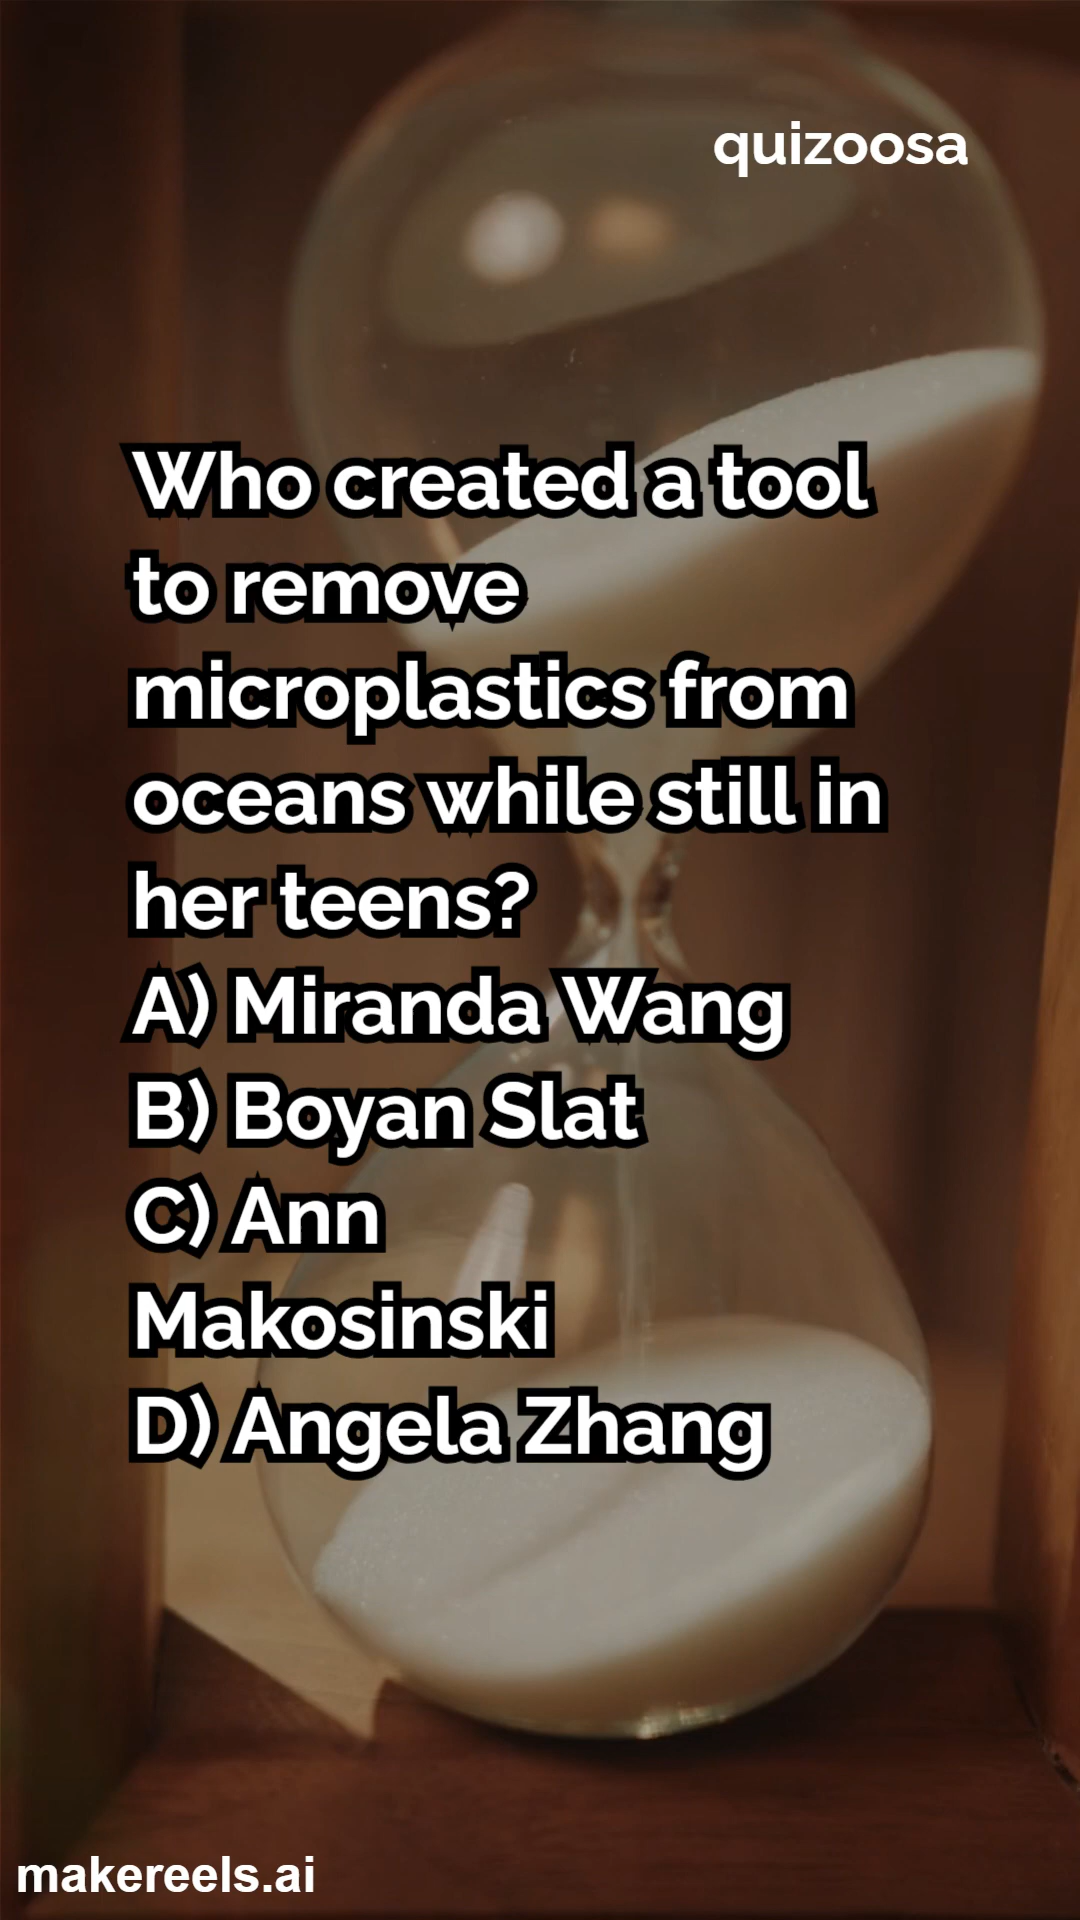 quizoosa
Who created a tool
to remove
microplastics from
oceans while still in
her teens?
A) Miranda Wang
B) Boyan Slat
C) Ann
Makosinski
D) Angela Zhang
makereels.ai